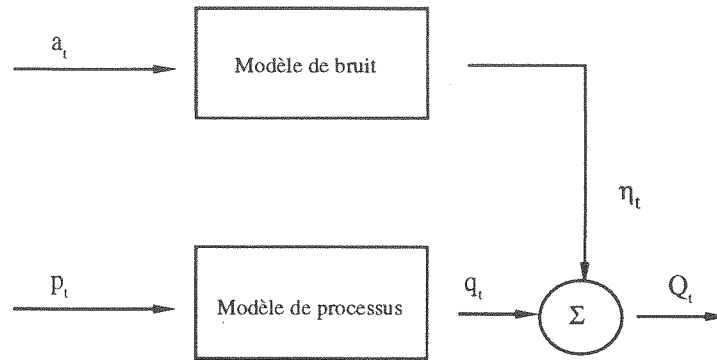 a_t
Modèle de bruit
η_t
p_t
Modèle de processus
q_t
Σ
Q_t